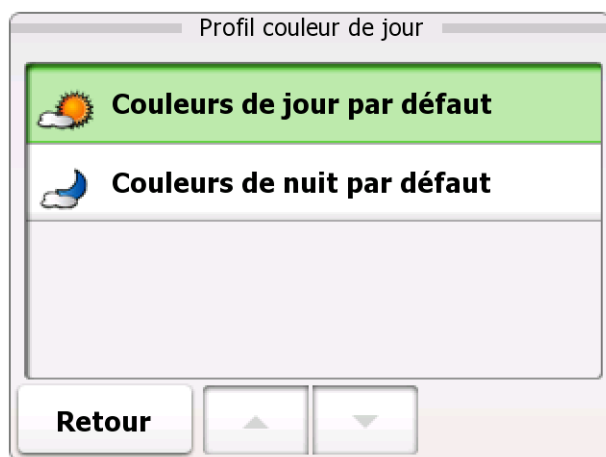 Profil couleur de jour
Couleurs de jour par défaut
Couleurs de nuit par défaut
Retour